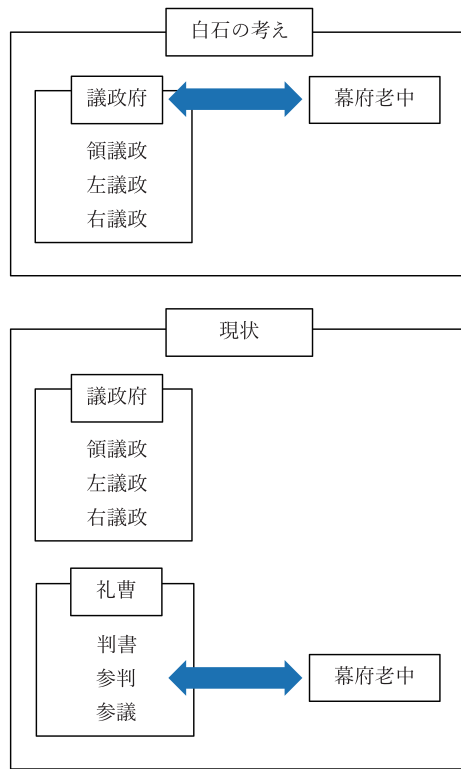 白石の考え
議政府
幕府老中
領議政
左議政
右議政
現状
議政府
領議政
左議政
右議政
礼曹
判書
参判
参議
幕府老中